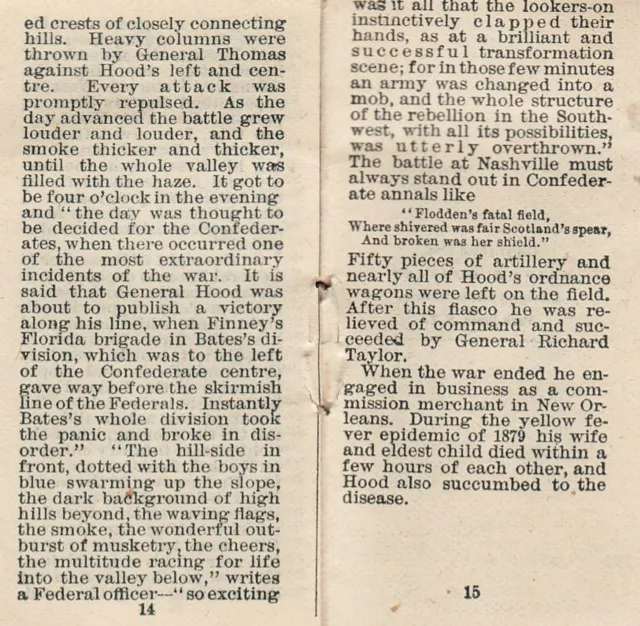 ed crests of closely connecting
hills. Heavy columns were
thrown by General Thomas
against Hood's left and cen-
tre. Every attack was
promptly repulsed. As the
day advanced the battle grew
louder and louder, and the
smoke thicker and thicker,
until the whole valley was
filled with the haze. It got to
be four o'clock in the evening
and "the day was thought to
be decided for the Confeder-
ates, when there occurred one
of the most extraordinary
incidents of the war. It is
said that General Hood was
about to publish a victory
along his line, when Finney's
Florida brigade in Bates's di-
vision, which was to the left
of the Confederate centre,
gave way before the skirmish
line of the Federals. Instantly
Bates's whole division took
the panic and broke in dis-
order." "The hill-side in
front, dotted with the boys in
blue swarming up the slope,
the dark background of high
hills beyond, the waving flags,
the smoke, the wonderful out-
burst of musketry, the cheers,
the multitude racing for life
into the valley below," writes
a Federal officer—"so exciting
14
was it all that the lookers-on
instinctively clapped their
hands, as at a brilliant and
successful transformation
scene; for in those few minutes
an army was changed into a
mob, and the whole structure
of the rebellion in the South-
west, with all its possibilities,
was utterly overthrown."
The battle at Nashville must
always stand out in Confeder-
ate annals like
"Flodden's fatal field,
Where shivered was fair Scotland's spear,
And broken was her shield."
Fifty pieces of artillery and
nearly all of Hood's ordnance
wagons were left on the field.
After this fiasco he was re-
lieved of command and suc-
ceeded by General Richard
Taylor.
When the war ended he en-
gaged in business as a com-
mission merchant in New Or-
leans. During the yellow fe-
ver epidemic of 1879 his wife
and eldest child died within a
few hours of each other, and
Hood also succumbed to the
disease.
15